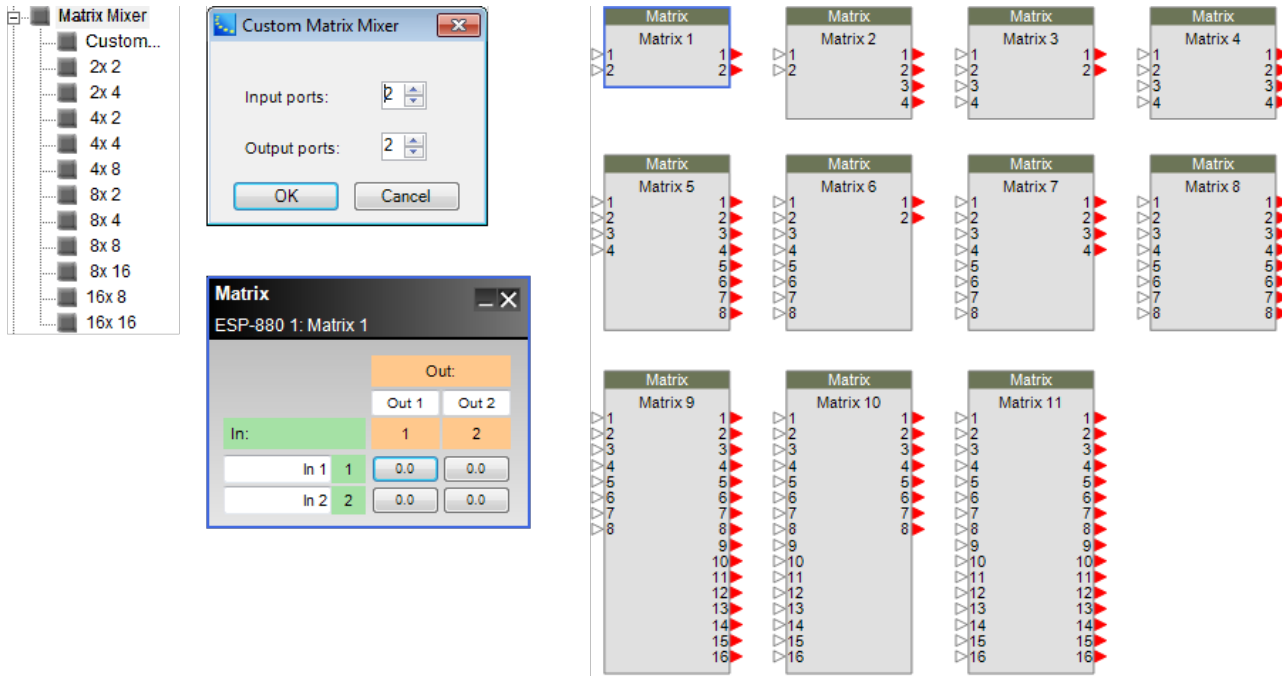 Matrix Mixer
Custom...
2x 2
2x 4
4x 2
4x 4
4x 8
8x 2
8x 4
8x 8
8x 16
16x 8
16x 16
Custom Matrix Mixer
Input ports: 2
Output ports: 2
OK Cancel
Matrix
ESP-880 1: Matrix 1
Out:
Out 1 Out 2
In: 1 2
In 1 1 0.0 0.0
In 2 2 0.0 0.0
Matrix Matrix Matrix Matrix
Matrix 1 Matrix 2 Matrix 3 Matrix 4
1 1 1 1 1 1 1 1
2 2 2 2 2 2 2 2
3 3 3 3
4 4 4 4
Matrix Matrix Matrix Matrix
Matrix 5 Matrix 6 Matrix 7 Matrix 8
1 1 1 1 1 1 1 1
2 2 2 2 2 2 2 2
3 3 3 3 3 3 3
4 4 4 4 4 4 4
5 5 5 5 5
6 6 6 6 6
7 7 7 7 7
8 8 8 8 8
Matrix Matrix Matrix
Matrix 9 Matrix 10 Matrix 11
1 1 1 1 1 1
2 2 2 2 2 2
3 3 3 3 3 3
4 4 4 4 4 4
5 5 5 5 5 5
6 6 6 6 6 6
7 7 7 7 7 7
8 8 8 8 8 8
9 9 9 9
10 10 10 10
11 11 11 11
12 12 12 12
13 13 13 13
14 14 14 14
15 15 15 15
16 16 16 16